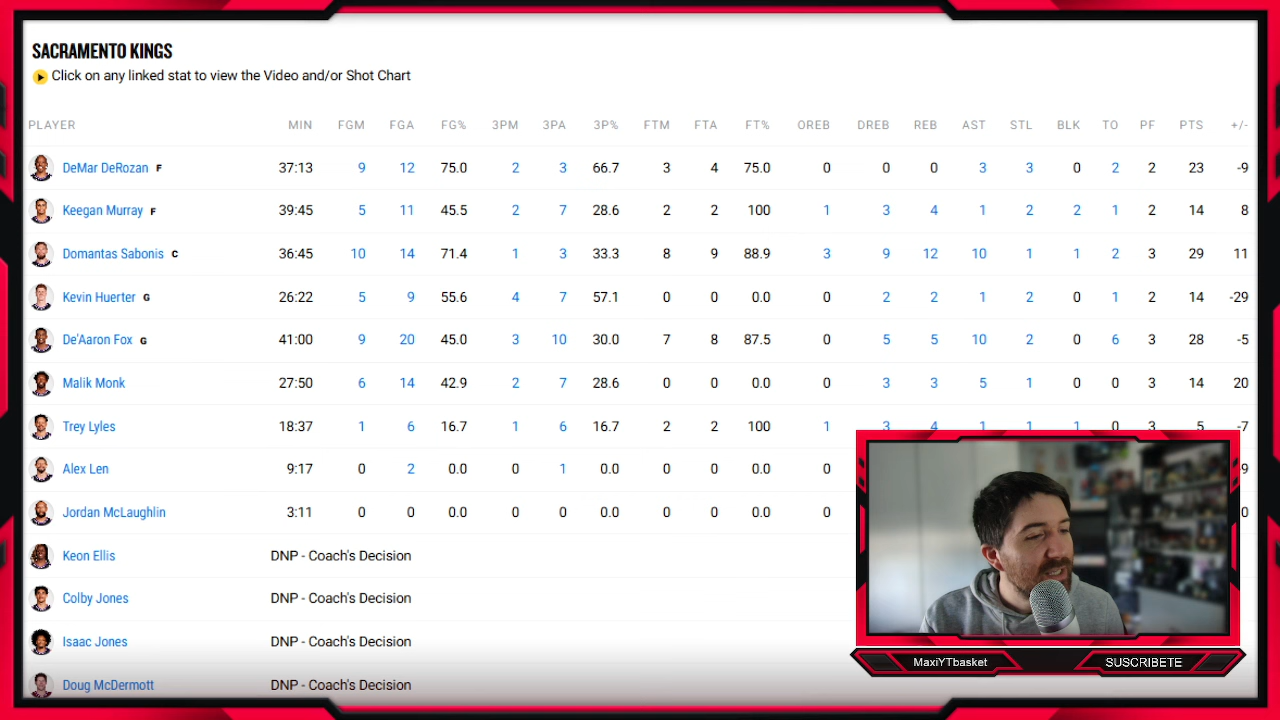 SACRAMENTO KINGS
Click on any linked stat to view the Video and/or Shot Chart
PLAYER MIN FGM FGA FG% 3PM 3PA 3P% FTM FTA FT% OREB DREB REB AST STL BLK TO PF PTS +/-
DeMar DeRozan F 37:13 9 12 75.0 2 3 66.7 3 4 75.0 0 0 0 3 3 0 2 2 23 -9
Keegan Murray F 39:45 5 11 45.5 2 7 28.6 2 2 100 1 3 4 1 2 2 1 2 14 8
Domantas Sabonis C 36:45 10 14 71.4 1 3 33.3 8 9 88.9 3 9 12 10 1 1 2 3 29 11
Kevin Huerter G 26:22 5 9 55.6 4 7 57.1 0 0 0.0 0 2 2 1 2 0 1 2 14 -29
De'Aaron Fox G 41:00 9 20 45.0 3 10 30.0 7 8 87.5 0 5 5 10 2 0 6 3 28 -5
Malik Monk 27:50 6 14 42.9 2 7 28.6 0 0 0.0 0 3 3 5 1 0 0 3 14 20
Trey Lyles 18:37 1 6 16.7 1 6 16.7 2 2 100 1 3 4 1 1 1 0 3 5 -7
Alex Len 9:17 0 2 0.0 0 1 0.0 0 0 0.0 0 9
Jordan McLaughlin 3:11 0 0 0.0 0 0 0.0 0 0 0.0 0 0
Keon Ellis DNP - Coach's Decision
Colby Jones DNP - Coach's Decision
Isaac Jones DNP - Coach's Decision
Doug McDermott DNP - Coach's Decision
MaxiYTbasket
SUSCRIBETE